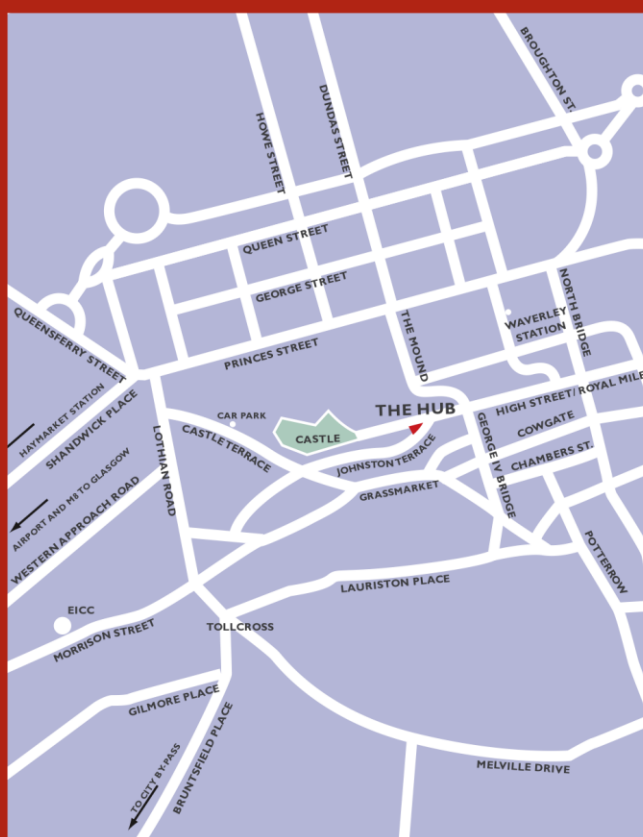 BROUGHTON ST.
HOWE STREET
DUNDAS STREET
QUEEN STREET
GEORGE STREET
QUEENSFERRY STREET
PRINCES STREET
THE MOUND
WAVERLEY
STATION
NORTH BRIDGE
HAYMARKET STATION
SHANDWICK PLACE
CAR PARK
CASTLE TERRACE
CASTLE
THE HUB
HIGH STREET/ ROYAL MILE
COWGATE
GEORGE IV BRIDGE
CHAMBERS ST.
JOHNSTON TERRACE
GRASSMARKET
LOTHIAN ROAD
AIRPORT AND M8 TO GLASGOW
WESTERN APPROACH ROAD
POTTERROW
LAURISTON PLACE
EICC
MORRISON STREET
TOLLCROSS
GILMORE PLACE
BRUNTSFIELD PLACE
TO CITY BY-PASS
MELVILLE DRIVE